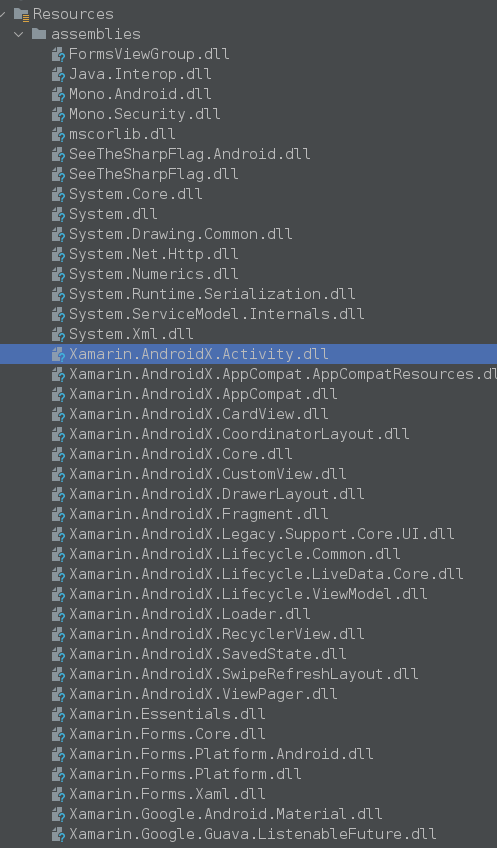 Resources
assemblies
FormsViewGroup.dll
Java.Interop.dll
Mono.Android.dll
Mono.Security.dll
mscorlib.dll
SeeTheSharpFlag.Android.dll
SeeTheSharpFlag.dll
System.Core.dll
System.dll
System.Drawing.Common.dll
System.Net.Http.dll
System.Numerics.dll
System.Runtime.Serialization.dll
System.ServiceModel.Internals.dll
System.Xml.dll
Xamarin.AndroidX.Activity.dll
Xamarin.AndroidX.AppCompat.AppCompatResources.dl
Xamarin.AndroidX.AppCompat.dll
Xamarin.AndroidX.CardView.dll
Xamarin.AndroidX.CoordinatorLayout.dll
Xamarin.AndroidX.Core.dll
Xamarin.AndroidX.CustomView.dll
Xamarin.AndroidX.DrawerLayout.dll
Xamarin.AndroidX.Fragment.dll
Xamarin.AndroidX.Legacy.Support.Core.UI.dll
Xamarin.AndroidX.Lifecycle.Common.dll
Xamarin.AndroidX.Lifecycle.LiveData.Core.dll
Xamarin.AndroidX.Lifecycle.ViewModel.dll
Xamarin.AndroidX.Loader.dll
Xamarin.AndroidX.RecyclerView.dll
Xamarin.AndroidX.SavedState.dll
Xamarin.AndroidX.SwipeRefreshLayout.dll
Xamarin.AndroidX.ViewPager.dll
Xamarin.Essentials.dll
Xamarin.Forms.Core.dll
Xamarin.Forms.Platform.Android.dll
Xamarin.Forms.Platform.dll
Xamarin.Forms.Xaml.dll
Xamarin.Google.Android.Material.dll
Xamarin.Google.Guava.ListenableFuture.dll